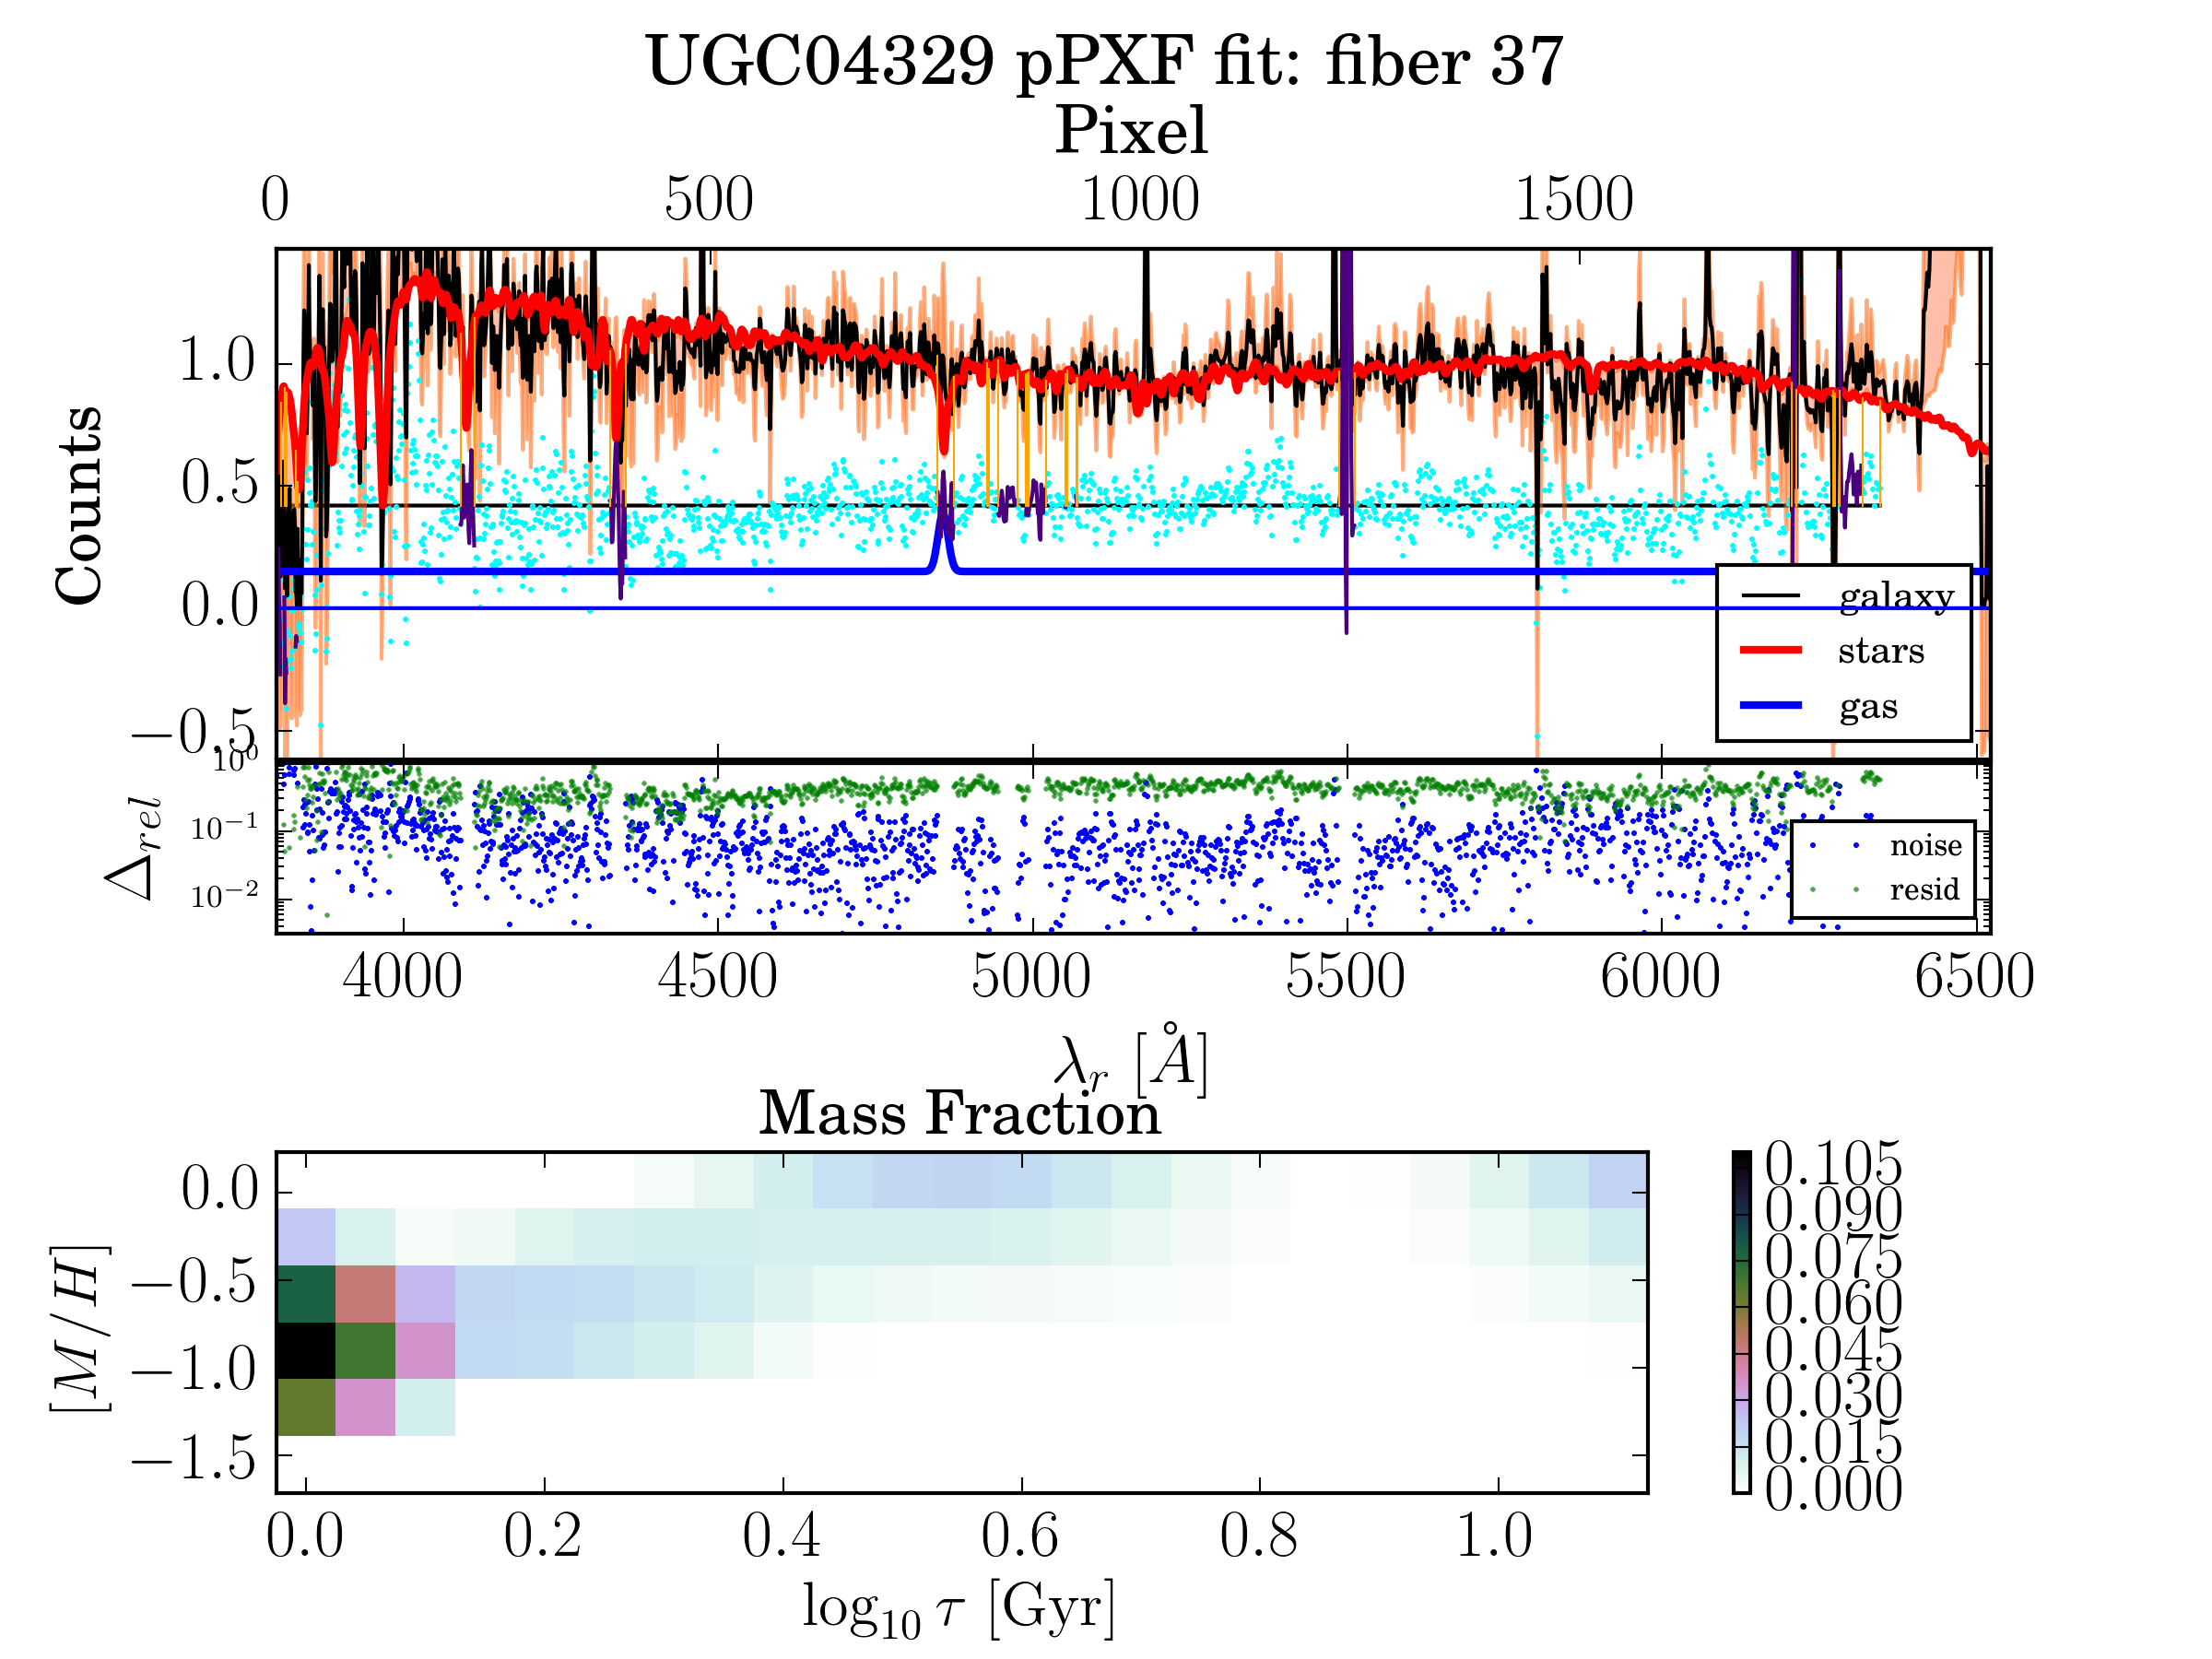 UGC04329 pPXF fit: fiber 37
Pixel
0 500 1000 1500
Counts
1.0
0.5
0.0
−0.5
galaxy
stars
gas
Δrel
10⁰
10⁻¹
10⁻²
noise
resid
4000 4500 5000 5500 6000 6500
λr [Å]
Mass Fraction
[M/H]
0.0
−0.5
−1.0
−1.5
0.0 0.2 0.4 0.6 0.8 1.0
log₁₀ τ [Gyr]
0.105
0.090
0.075
0.060
0.045
0.030
0.015
0.000